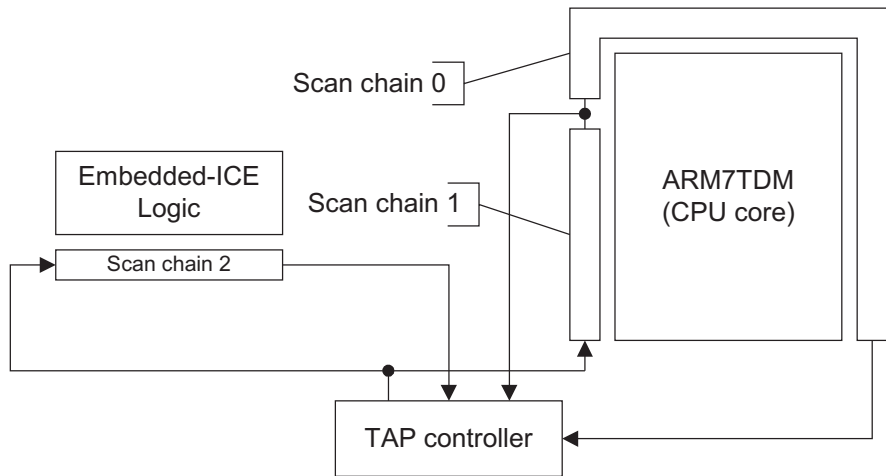 Scan chain 0
Embedded-ICE
Logic
Scan chain 1
ARM7TDM
(CPU core)
Scan chain 2
TAP controller